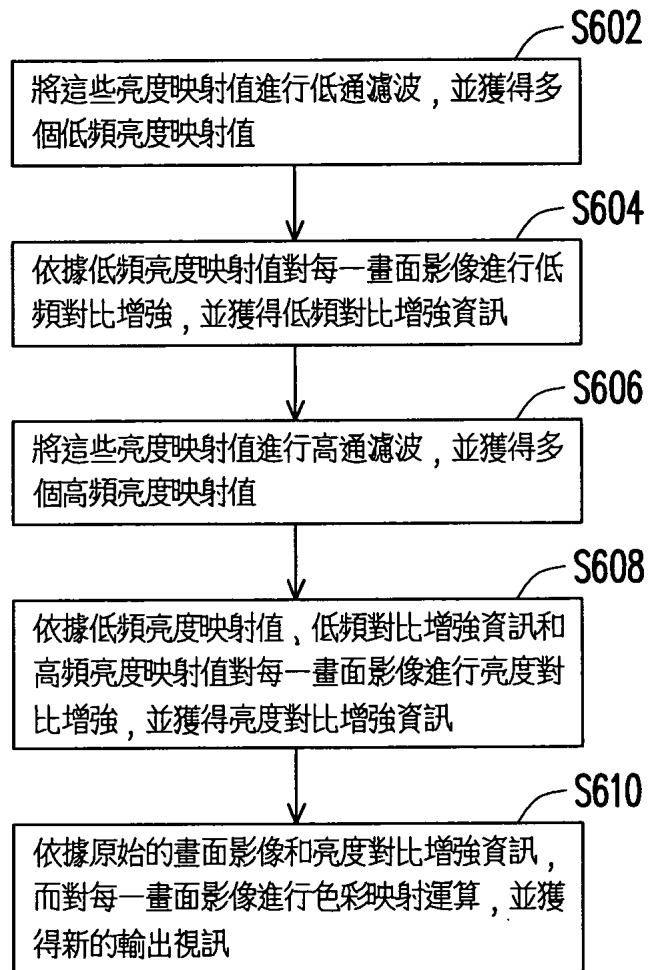 S602
將這些亮度映射值進行低通濾波，並獲得多
個低頻亮度映射值
S604
依據低頻亮度映射值對每一畫面影像進行低
頻對比增強，並獲得低頻對比增強資訊
S606
將這些亮度映射值進行高通濾波，並獲得多
個高頻亮度映射值
S608
依據低頻亮度映射值、低頻對比增強資訊和
高頻亮度映射值對每一畫面影像進行亮度對
比增強，並獲得亮度對比增強資訊
S610
依據原始的畫面影像和亮度對比增強資訊，
而對每一畫面影像進行色彩映射運算，並獲
得新的輸出視訊